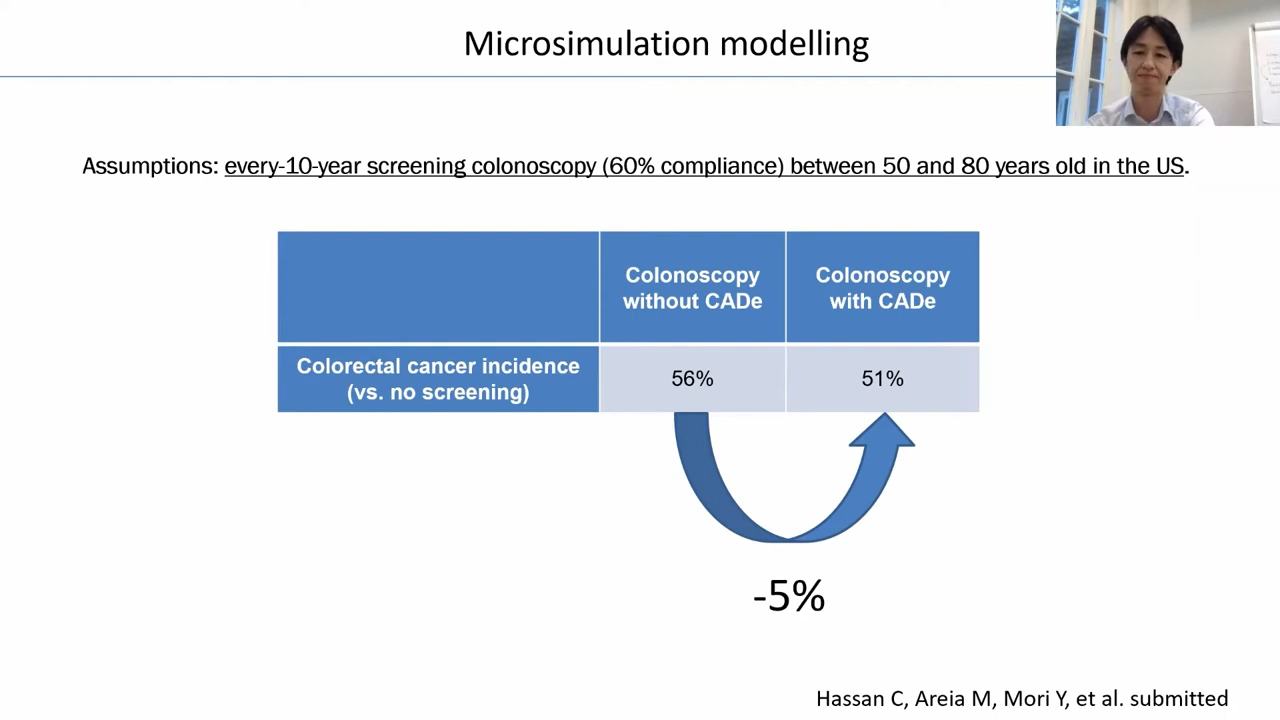 Microsimulation modelling
Assumptions: every-10-year screening colonoscopy (60% compliance) between 50 and 80 years old in the US.
Colonoscopy without CADe
Colonoscopy with CADe
Colorectal cancer incidence (vs. no screening)
56%
51%
-5%
Hassan C, Areia M, Mori Y, et al. submitted